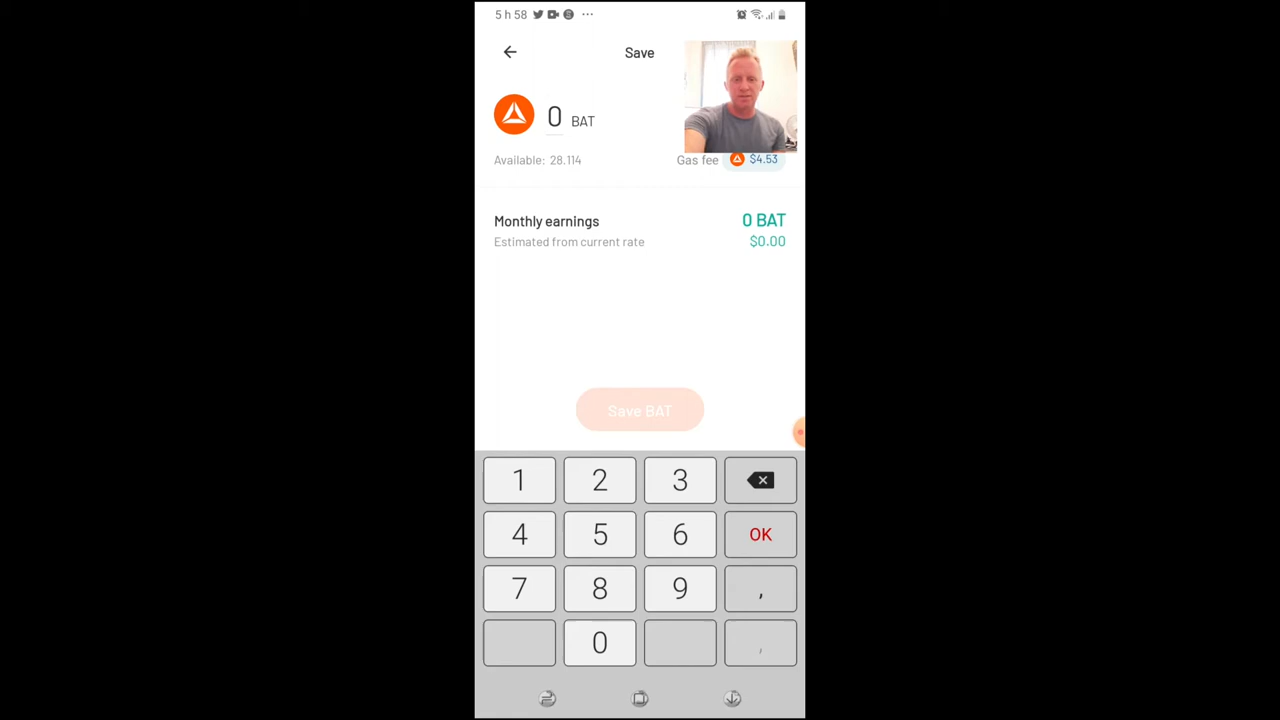 5 h 58
Save
0 BAT
Available: 28.114
Gas fee $4.53
Monthly earnings
0 BAT
Estimated from current rate
$0.00
Save BAT
1 2 3
4 5 6 OK
7 8 9 ,
0 ,